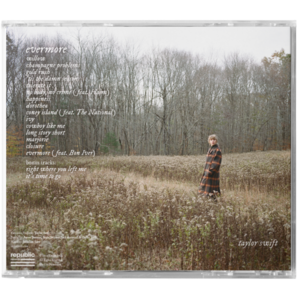 evermore
willow
champagne problems
gold rush
'tis the damn season
tolerate it
no body, no crime ( feat. Haim )
happiness
dorothea
coney island ( feat. The National )
ivy
cowboy like me
long story short
marjorie
closure
evermore ( feat. Bon Iver )
bonus tracks:
right where you left me
it's time to go
taylor swift
republic